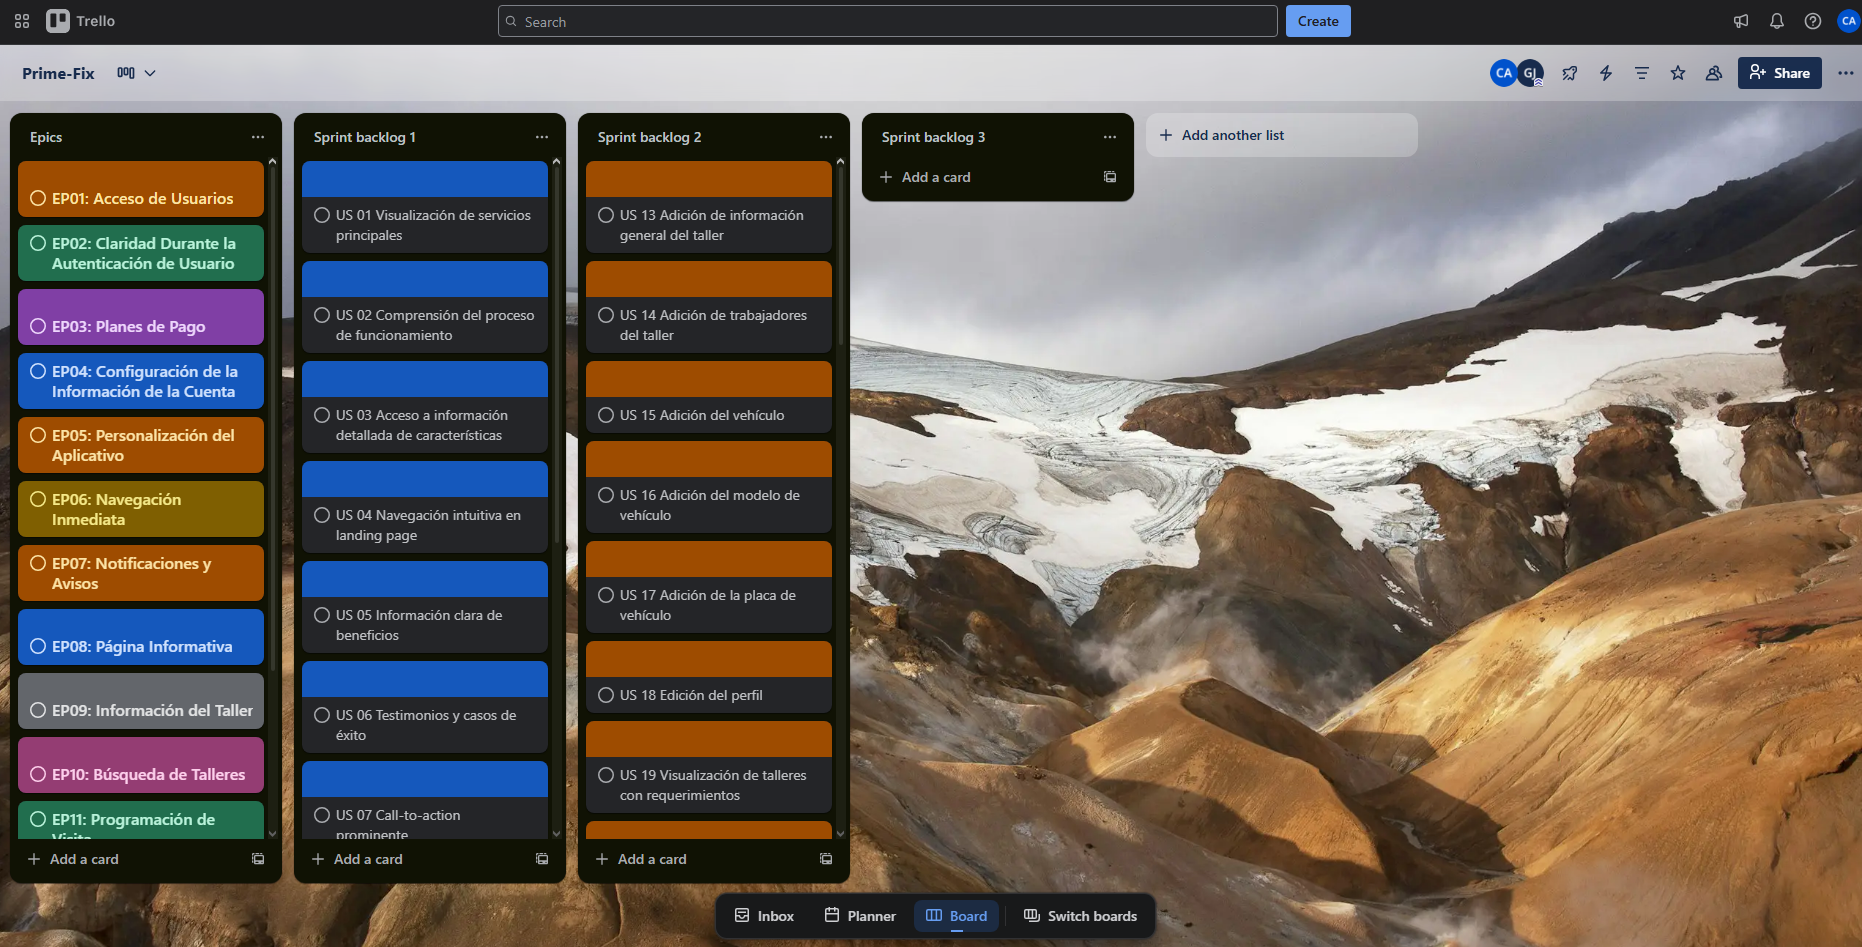 Trello
Search
Create
CA
Prime-Fix
CA
GJ
Share
Epics
EP01: Acceso de Usuarios
EP02: Claridad Durante la
Autenticación de Usuario
EP03: Planes de Pago
EP04: Configuración de la
Información de la Cuenta
EP05: Personalización del
Aplicativo
EP06: Navegación
Inmediata
EP07: Notificaciones y
Avisos
EP08: Página Informativa
EP09: Información del Taller
EP10: Búsqueda de Talleres
EP11: Programación de
Visita
Add a card
Sprint backlog 1
US 01 Visualización de servicios
principales
US 02 Comprensión del proceso
de funcionamiento
US 03 Acceso a información
detallada de características
US 04 Navegación intuitiva en
landing page
US 05 Información clara de
beneficios
US 06 Testimonios y casos de
éxito
US 07 Call-to-action
prominente
Add a card
Sprint backlog 2
US 13 Adición de información
general del taller
US 14 Adición de trabajadores
del taller
US 15 Adición del vehículo
US 16 Adición del modelo de
vehículo
US 17 Adición de la placa de
vehículo
US 18 Edición del perfil
US 19 Visualización de talleres
con requerimientos
Add a card
Sprint backlog 3
Add a card
Add another list
Inbox
Planner
Board
Switch boards